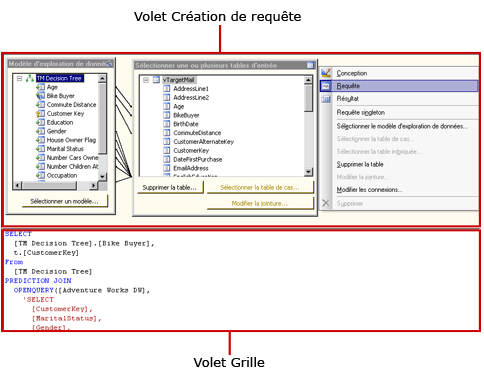 Volet Création de requête
Modèle d'exploration de donné
TM Decision Tree
Age
Bike Buyer
Commute Distance
Customer Key
Education
Gender
House Owner Flag
Marital Status
Number Cars Owne
Number Children At
Occupation
Sélectionner un modèle...
Sélectionner une ou plusieurs tables d'entrée
vTargetMail
AddressLine1
AddressLine2
Age
BikeBuyer
BirthDate
CommuteDistance
CustomerAlternateKey
CustomerKey
DateFirstPurchase
EmailAddress
EnglishEducation
Supprimer la table...
Sélectionner la table de cas...
Modifier la jointure...
Conception
Requête
Résultat
Requête singleton
Sélectionner le modèle d'exploration de données...
Sélectionner la table de cas...
Sélectionner la table imbriquée...
Supprimer la table
Modifier la jointure...
Modifier les connexions...
Supprimer
SELECT
[TM Decision Tree].[Bike Buyer],
t.[CustomerKey]
From
[TM Decision Tree]
PREDICTION JOIN
OPENQUERY([Adventure Works DW],
'SELECT
[CustomerKey],
[MaritalStatus],
[Gender],
Volet Grille